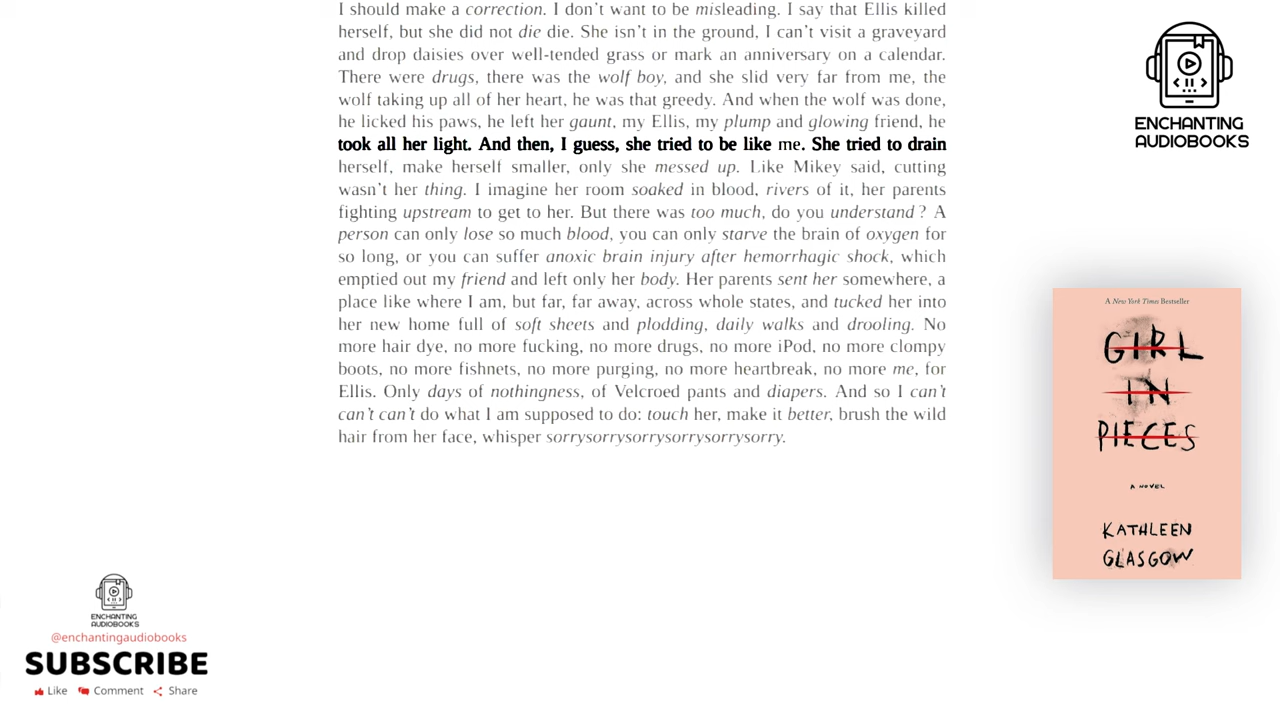 I should make a correction. I don't want to be misleading. I say that Ellis killed
herself, but she did not die die. She isn't in the ground, I can't visit a graveyard
and drop daisies over well-tended grass or mark an anniversary on a calendar.
There were drugs, there was the wolf boy, and she slid very far from me, the
wolf taking up all of her heart, he was that greedy. And when the wolf was done,
he licked his paws, he left her gaunt, my Ellis, my plump and glowing friend, he
took all her light. And then, I guess, she tried to be like me. She tried to drain
herself, make herself smaller, only she messed up. Like Mikey said, cutting
wasn't her thing. I imagine her room soaked in blood, rivers of it, her parents
fighting upstream to get to her. But there was too much, do you understand? A
person can only lose so much blood, you can only starve the brain of oxygen for
so long, or you can suffer anoxic brain injury after hemorrhagic shock, which
emptied out my friend and left only her body. Her parents sent her somewhere, a
place like where I am, but far, far away, across whole states, and tucked her into
her new home full of soft sheets and plodding, daily walks and drooling. No
more hair dye, no more fucking, no more drugs, no more iPod, no more clompy
boots, no more fishnets, no more purging, no more heartbreak, no more me, for
Ellis. Only days of nothingness, of Velcroed pants and diapers. And so I can't
can't can't do what I am supposed to do: touch her, make it better, brush the wild
hair from her face, whisper sorrysorrysorrysorrysorrysorry.
ENCHANTING
AUDIOBOOKS
A New York Times Bestseller
GIRL
IN
PIECES
A NOVEL
KATHLEEN
GLASGOW
ENCHANTING
AUDIOBOOKS
@enchantingaudiobooks
SUBSCRIBE
Like Comment Share